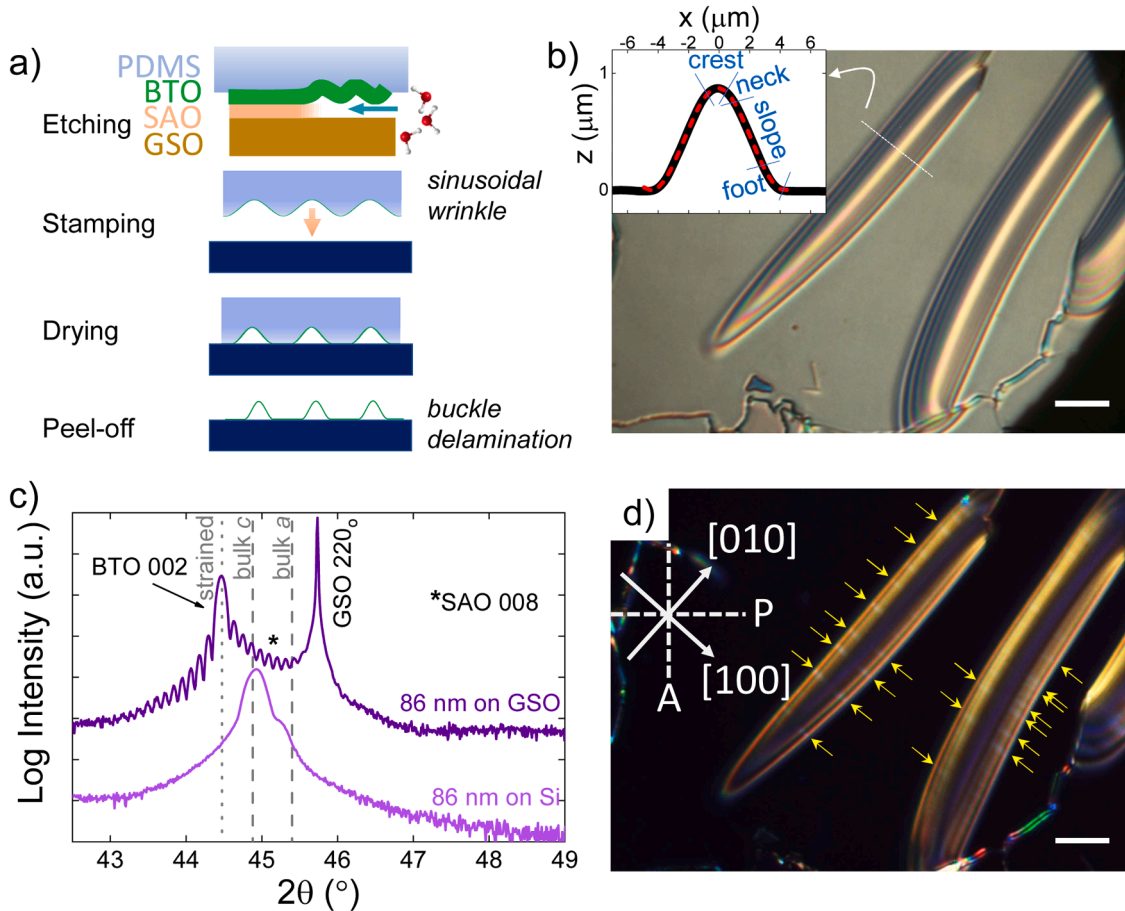 a)
PDMS
BTO
SAO
GSO
Etching
Stamping
sinusoidal
wrinkle
Drying
Peel-off
buckle
delamination
b)
x (μm)
-6 -4 -2 0 2 4 6
z (μm)
1
0
crest
neck
slope
foot
c)
Log Intensity (a.u.)
BTO 002
strained
bulk c
bulk a
*
GSO 220o
*SAO 008
86 nm on GSO
86 nm on Si
43 44 45 46 47 48 49
2θ (°)
d)
[010]
P
[100]
A